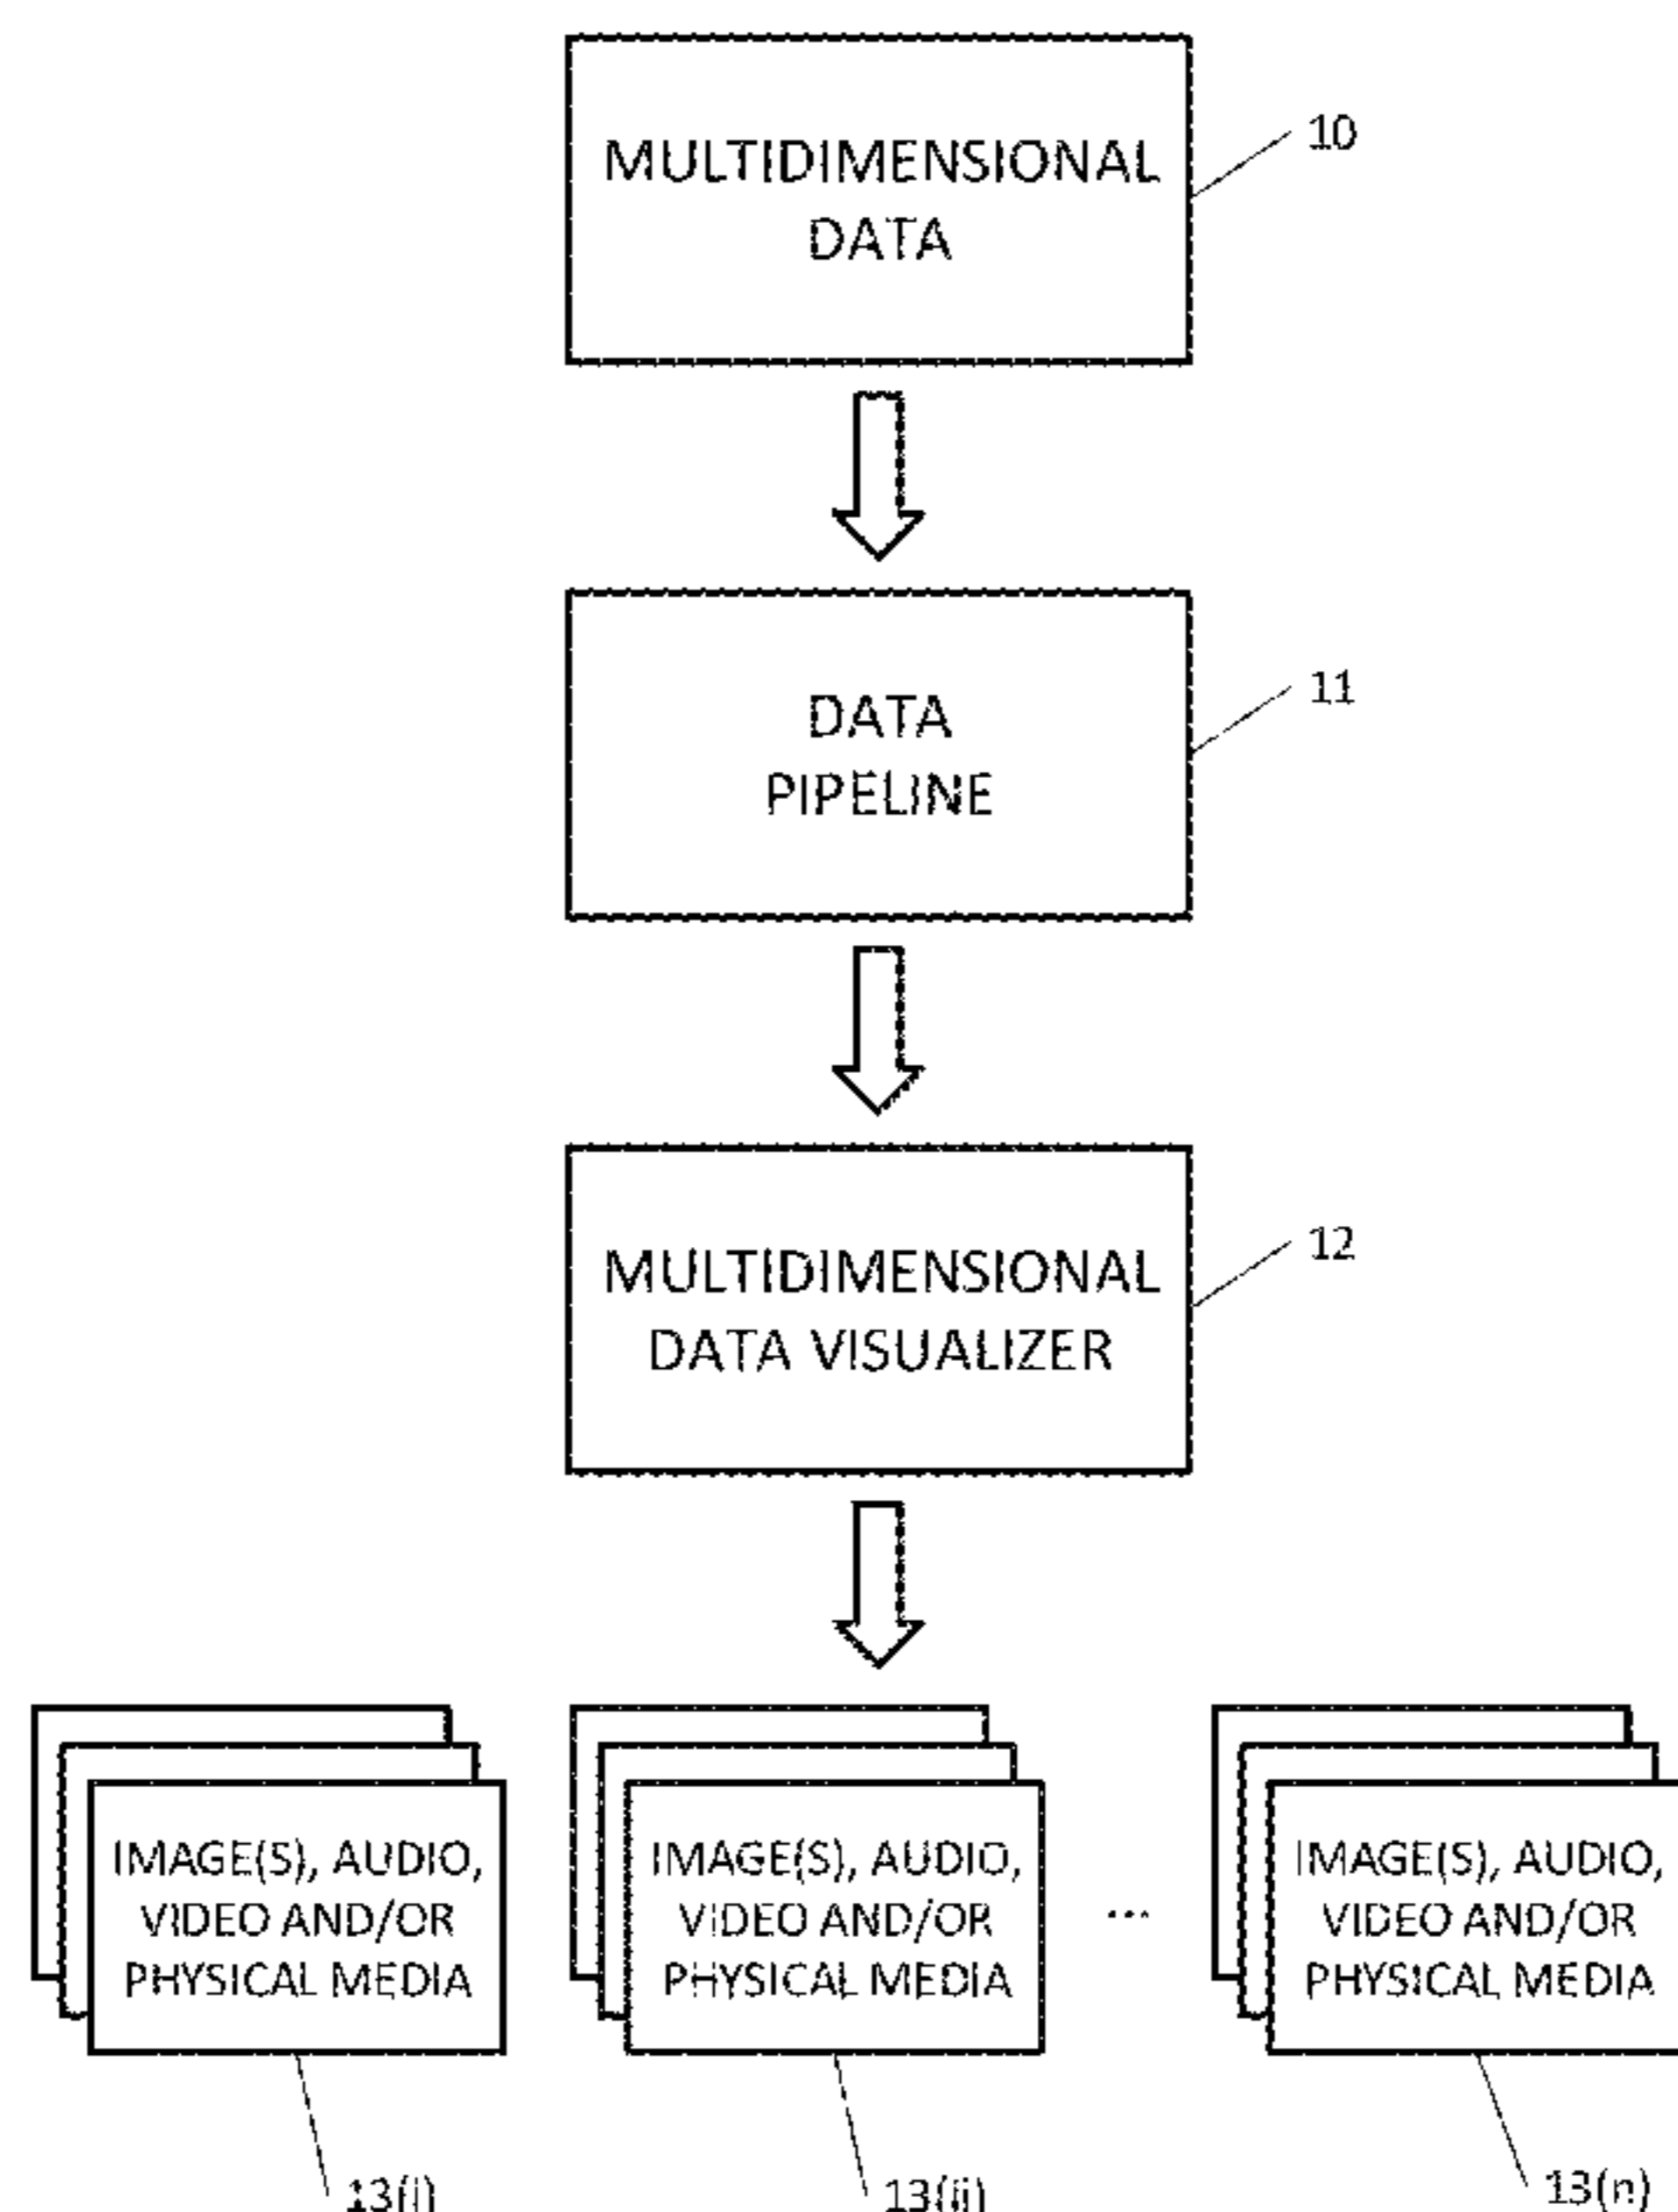 MULTIDIMENSIONAL
DATA
10
DATA
PIPELINE
11
MULTIDIMENSIONAL
DATA VISUALIZER
12
IMAGE(S), AUDIO,
VIDEO AND/OR
PHYSICAL MEDIA
IMAGE(S), AUDIO,
VIDEO AND/OR
PHYSICAL MEDIA
...
IMAGE(S), AUDIO,
VIDEO AND/OR
PHYSICAL MEDIA
13(i)
13(ii)
13(n)